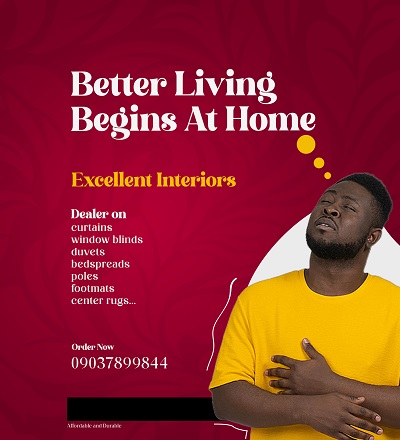 Better Living
Begins At Home
Excellent Interiors
Dealer on
curtains
window blinds
duvets
bedspreads
poles
footmats
center rugs...
Order Now
09037899844
Affordable and Durable